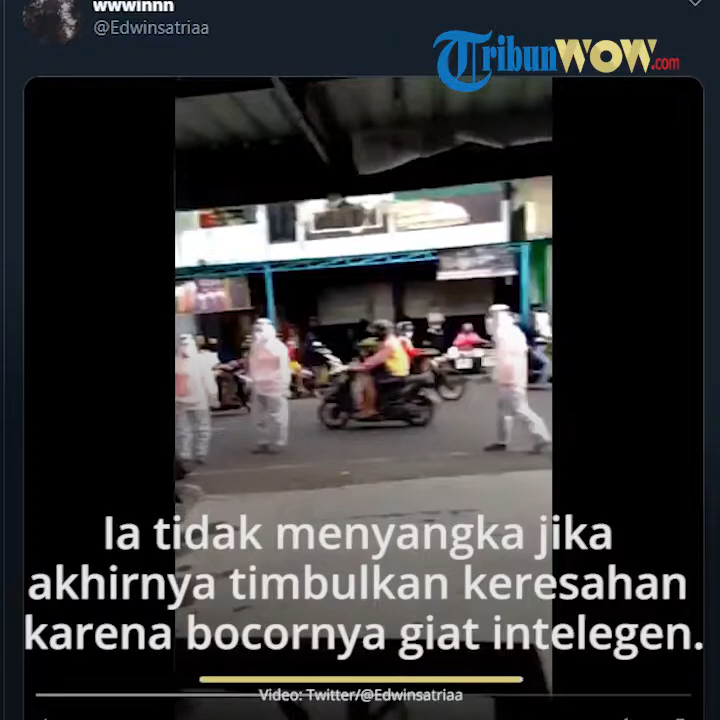 wwwinnn
@Edwinsatriaa
TribunWOW.com
Ia tidak menyangka jika
akhirnya timbulkan keresahan
karena bocornya giat intelegen.
Video: Twitter/@Edwinsatriaa